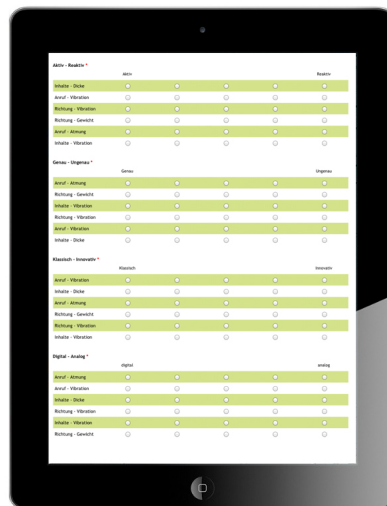 Aktiv - Reaktiv *
Aktiv Reaktiv
Inhalte - Dicke
Anruf - Vibration
Richtung - Vibration
Richtung - Gewicht
Anruf - Atmung
Inhalte - Vibration
Genau - Ungenau *
Genau Ungenau
Anruf - Atmung
Richtung - Gewicht
Inhalte - Vibration
Richtung - Vibration
Anruf - Vibration
Inhalte - Dicke
Klassisch - Innovativ *
Klassisch Innovativ
Anruf - Vibration
Inhalte - Dicke
Anruf - Atmung
Richtung - Gewicht
Richtung - Vibration
Inhalte - Vibration
Digital - Analog *
digital analog
Anruf - Atmung
Anruf - Vibration
Inhalte - Dicke
Richtung - Vibration
Inhalte - Vibration
Richtung - Gewicht